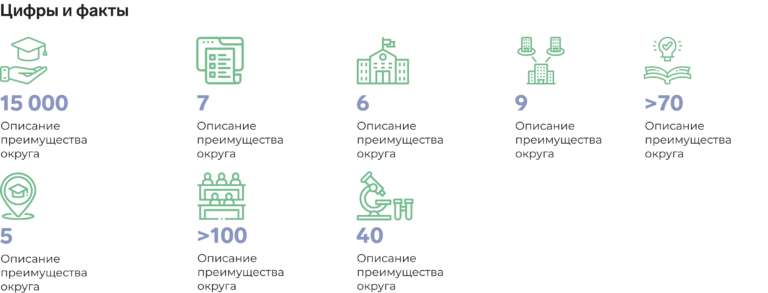 Цифры и факты
15 000
Описание
преимущества
округа
7
Описание
преимущества
округа
6
Описание
преимущества
округа
9
Описание
преимущества
округа
>70
Описание
преимущества
округа
5
Описание
преимущества
округа
>100
Описание
преимущества
округа
40
Описание
преимущества
округа